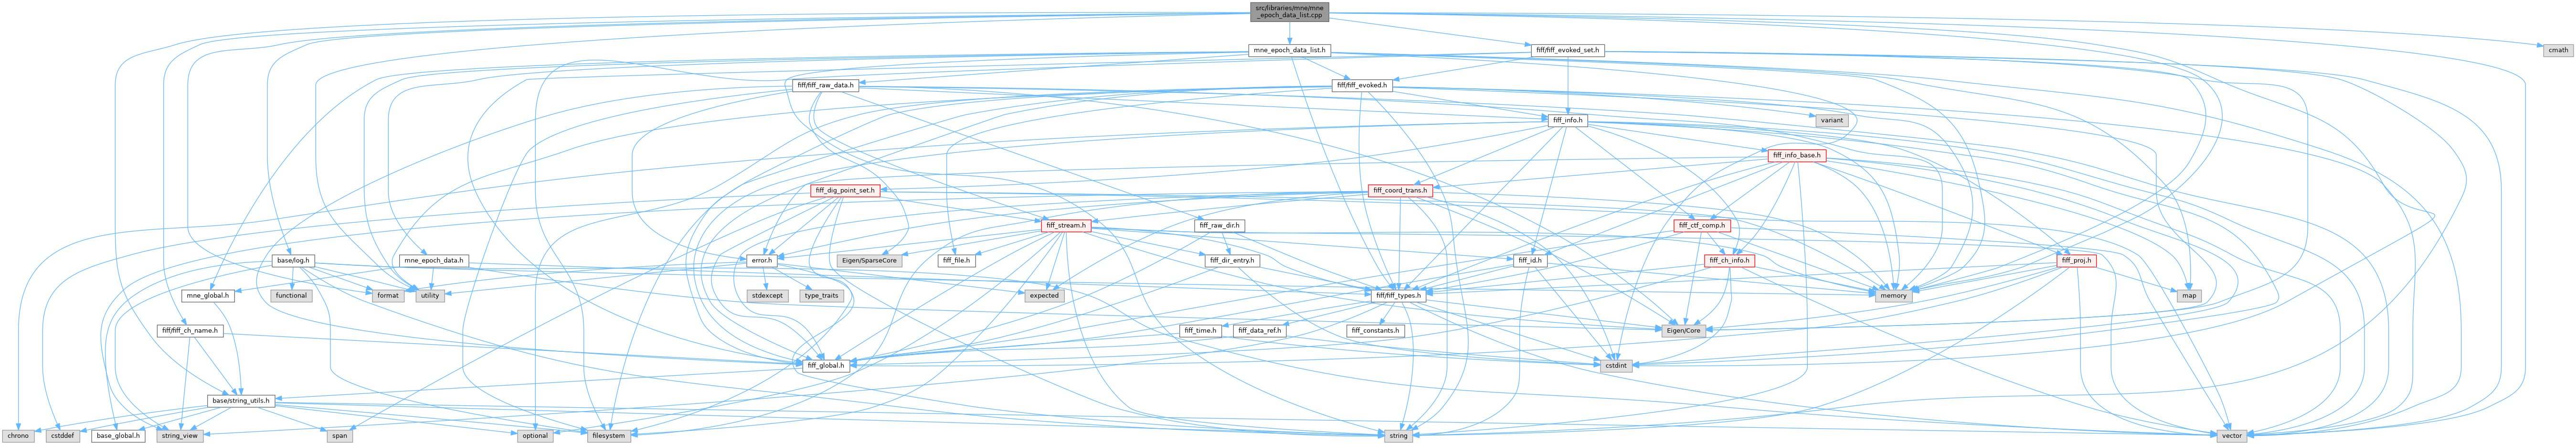 src/libraries/mne/mne
_epoch_data_list.cpp
mne_epoch_data_list.h
fiff/fiff_evoked_set.h
cmath
fiff/fiff_raw_data.h
fiff/fiff_evoked.h
fiff_info.h
variant
fiff_info_base.h
fiff_dig_point_set.h
fiff_coord_trans.h
fiff_stream.h
fiff_raw_dir.h
fiff_ctf_comp.h
base/log.h
mne_epoch_data.h
error.h
Eigen/SparseCore
fiff_file.h
fiff_dir_entry.h
fiff_id.h
fiff_ch_info.h
fiff_proj.h
mne_global.h
functional
format
utility
stdexcept
type_traits
expected
fiff/fiff_types.h
memory
map
fiff/fiff_ch_name.h
fiff_time.h
fiff_data_ref.h
fiff_constants.h
Eigen/Core
fiff_global.h
cstdint
base/string_utils.h
chrono
cstddef
base_global.h
string_view
span
optional
filesystem
string
vector